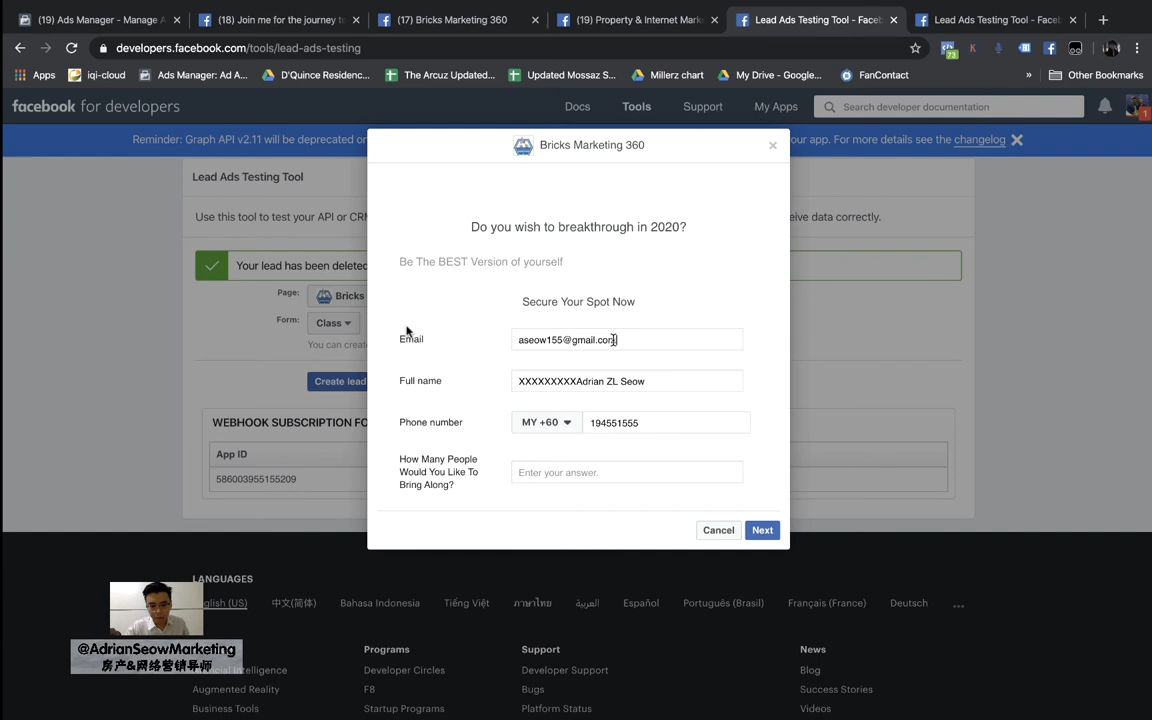 (19) Ads Manager - Manage A
(18) Join me for the journey to
(17) Bricks Marketing 360
(19) Property & Internet Mark
Lead Ads Testing Tool - Faceb
Lead Ads Testing Tool - Faceb
developers.facebook.com/tools/lead-ads-testing
73
K
Apps
iqi-cloud
Ads Manager: Ad A...
D'Quince Residenc...
The Arcuz Updated...
Updated Mossaz S...
Millerz chart
My Drive - Google...
FanContact
»
Other Bookmarks
facebook for developers
Docs
Tools
Support
My Apps
Search developer documentation
1
Reminder: Graph API v2.11 will be deprecated or
our app. For more details see the changelog
Lead Ads Testing Tool
Use this tool to test your API or CR
eive data correctly.
Your lead has been deleted
Page:
Bricks
Form:
Class
You can create
Create lead
WEBHOOK SUBSCRIPTION FO
App ID
586003955155209
Bricks Marketing 360
Do you wish to breakthrough in 2020?
Be The BEST Version of yourself
Secure Your Spot Now
Email
aseow155@gmail.com
Full name
XXXXXXXXXAdrian ZL Seow
Phone number
MY +60
194551555
How Many People
Would You Like To
Bring Along?
Enter your answer.
Cancel
Next
LANGUAGES
glish (US)
中文(简体)
Bahasa Indonesia
Tiếng Việt
ภาษาไทย
العربية
Español
Português (Brasil)
Français (France)
Deutsch
...
@AdrianSeowMarketing
房产&网络营销导师
Intelligence
Augmented Reality
Business Tools
Programs
Developer Circles
F8
Startup Programs
Support
Developer Support
Bugs
Platform Status
News
Blog
Success Stories
Videos